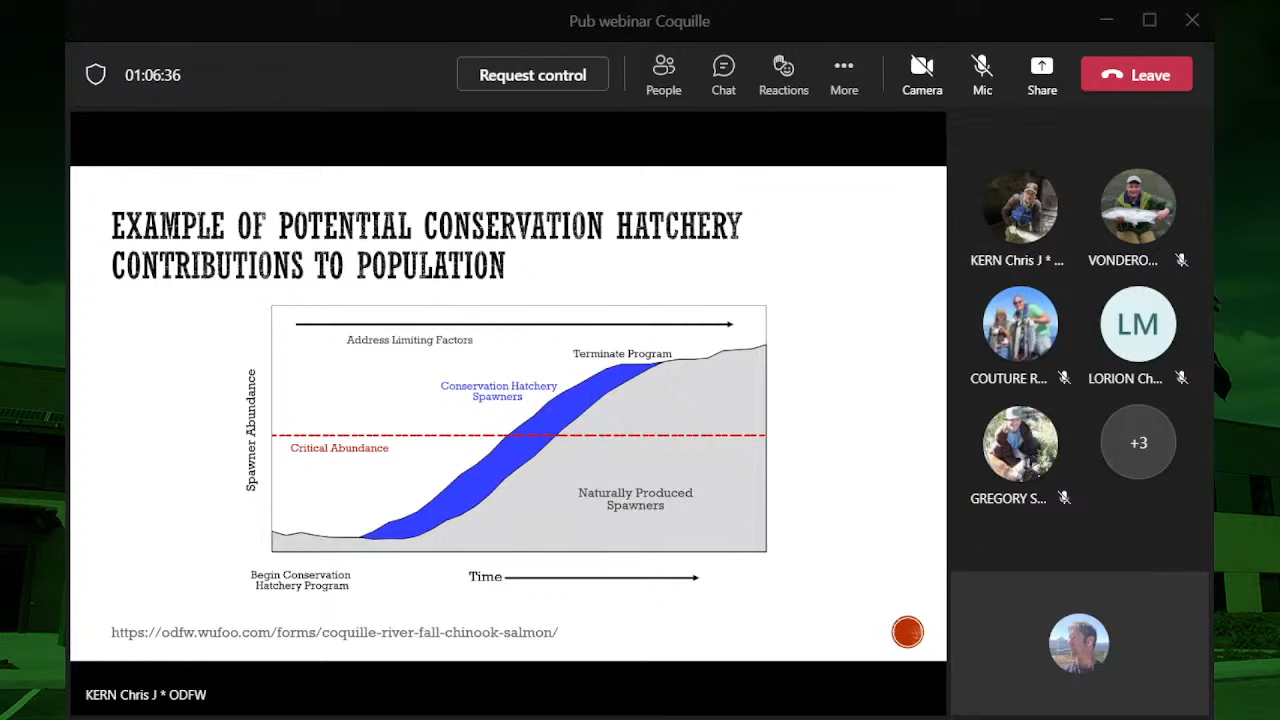 Pub webinar Coquille
01:06:36
Request control
People
Chat
Reactions
More
Camera
Mic
Share
Leave
EXAMPLE OF POTENTIAL CONSERVATION HATCHERY
CONTRIBUTIONS TO POPULATION
Address Limiting Factors
Terminate Program
Conservation Hatchery
Spawners
Spawner Abundance
Critical Abundance
Naturally Produced
Spawners
Begin Conservation
Hatchery Program
Time
https://odfw.wufoo.com/forms/coquille-river-fall-chinook-salmon/
KERN Chris J * ODFW
KERN Chris J * ...
VONDERO...
COUTURE R...
LM
LORION Ch...
GREGORY S...
+3